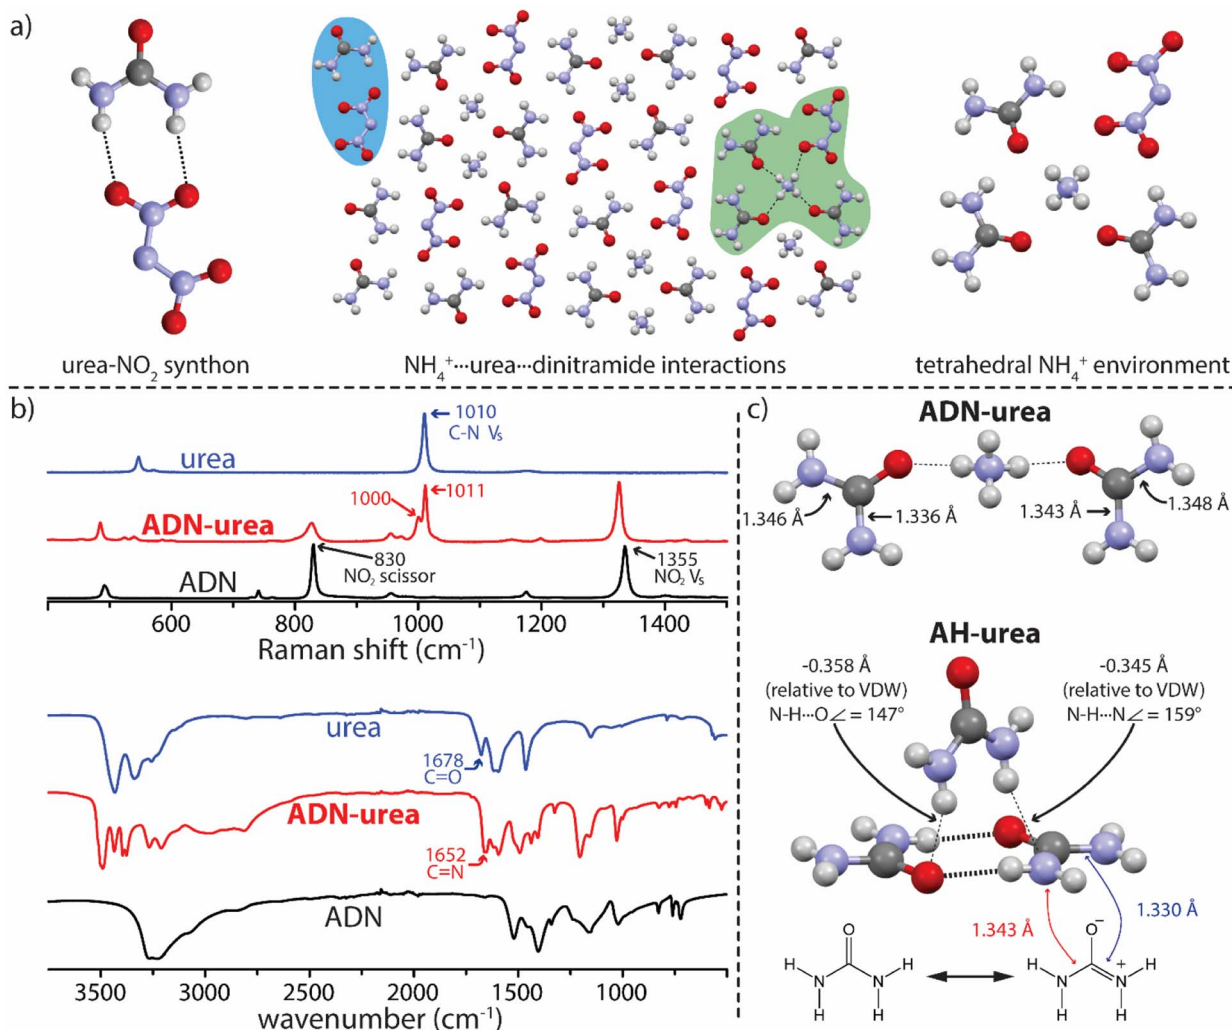 a)
urea-NO₂ synthon
NH₄⁺···urea···dinitramide interactions
tetrahedral NH₄⁺ environment
b)
urea
1010
C-N Vs
ADN-urea
1000
1011
ADN
830
NO₂ scissor
1355
NO₂ Vs
600
800
1000
1200
1400
Raman shift (cm⁻¹)
urea
1678
C=O
ADN-urea
1652
C=N
ADN
3500
3000
2500
2000
1500
1000
wavenumber (cm⁻¹)
c)
ADN-urea
1.346 Å
1.336 Å
1.343 Å
1.348 Å
AH-urea
-0.358 Å
(relative to VDW)
N-H···O∠ = 147°
-0.345 Å
(relative to VDW)
N-H···N∠ = 159°
1.343 Å
1.330 Å
O
H
N
N
H
H
H
O⁻
H
N
N⁺
H
H
H